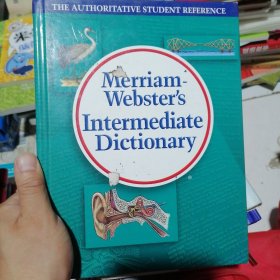 THE AUTHORITATIVE STUDENT REFERENCE
Merriam-
Webster's
Intermediate
Dictionary